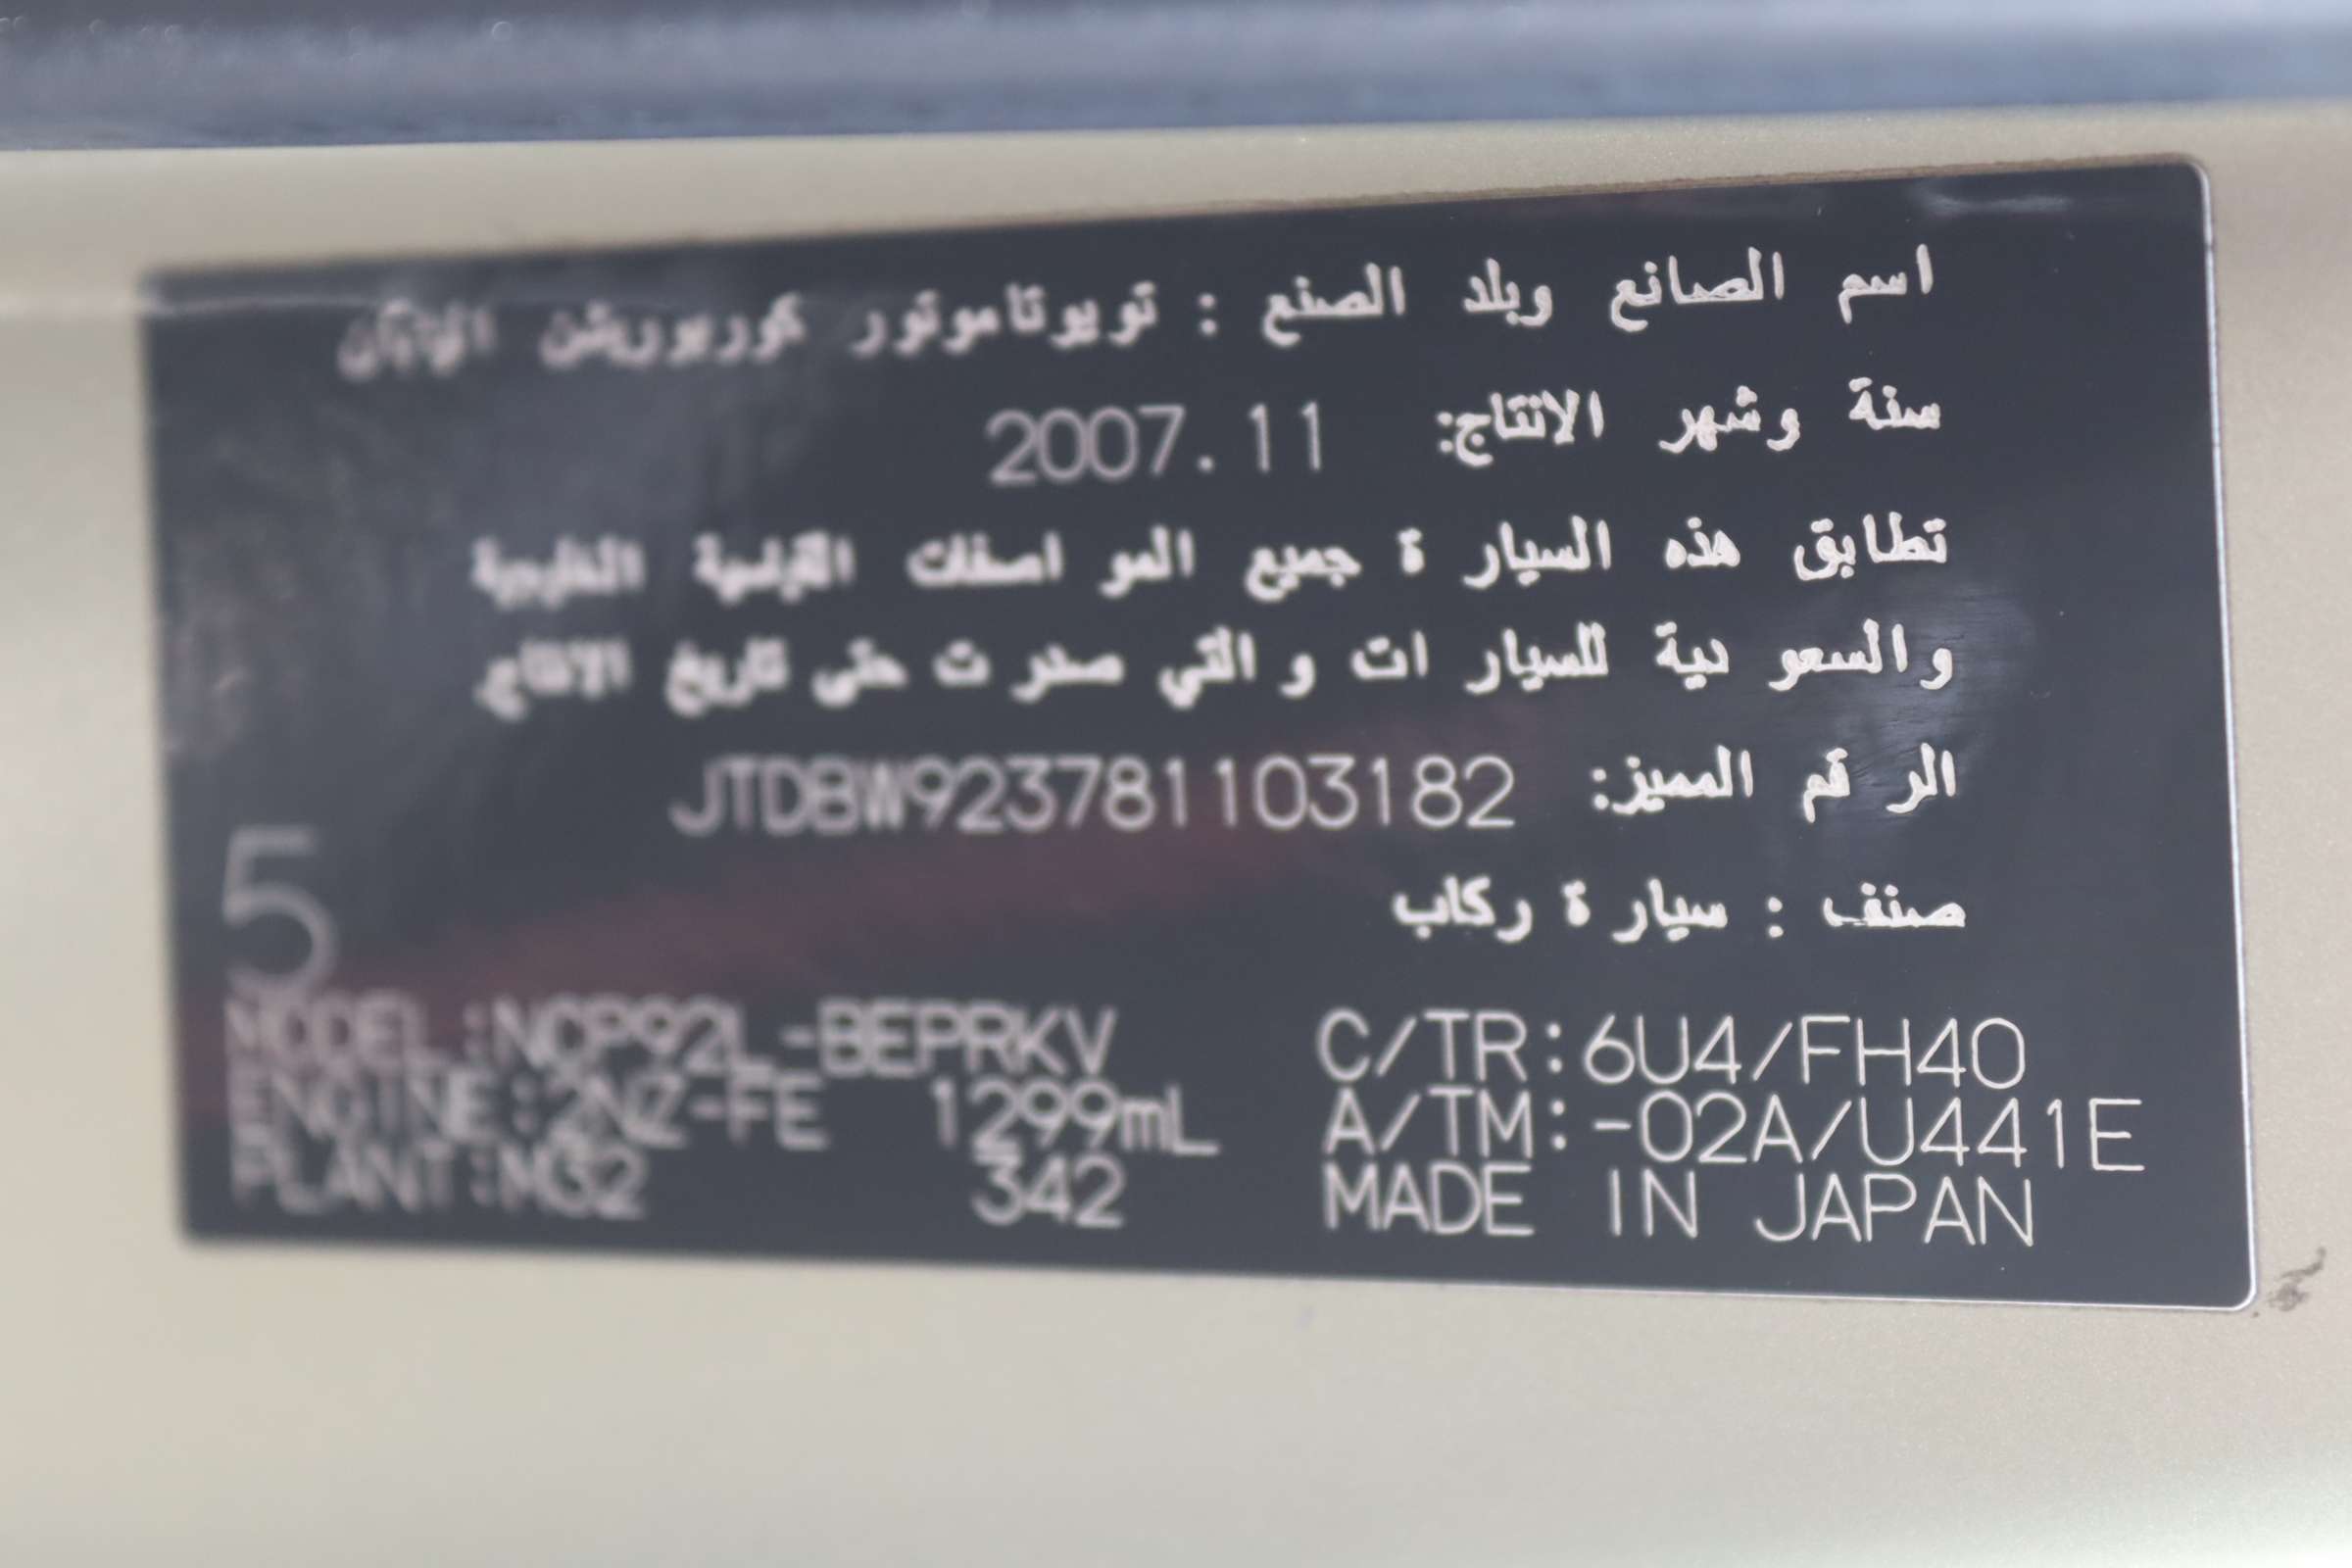 اسم الصانع وبلد الصنع : تويوتاموتور كوربوريشن اليابان
سنة وشهر الانتاج: 2007.11
تطابق هذه السيارة جميع المواصفات القياسية الخليجية
والسعودية للسيارات والتي صدرت حتى تاريخ الانتاج.
الرقم المميز: JTDBW923781103182
صنف : سيارة ركاب
5
MODEL:NCP92L-BEPRKV C/TR:6U4/FH40
ENGINE:2NZ-FE 1299mL A/TM:-02A/U441E
PLANT:M32 342 MADE IN JAPAN